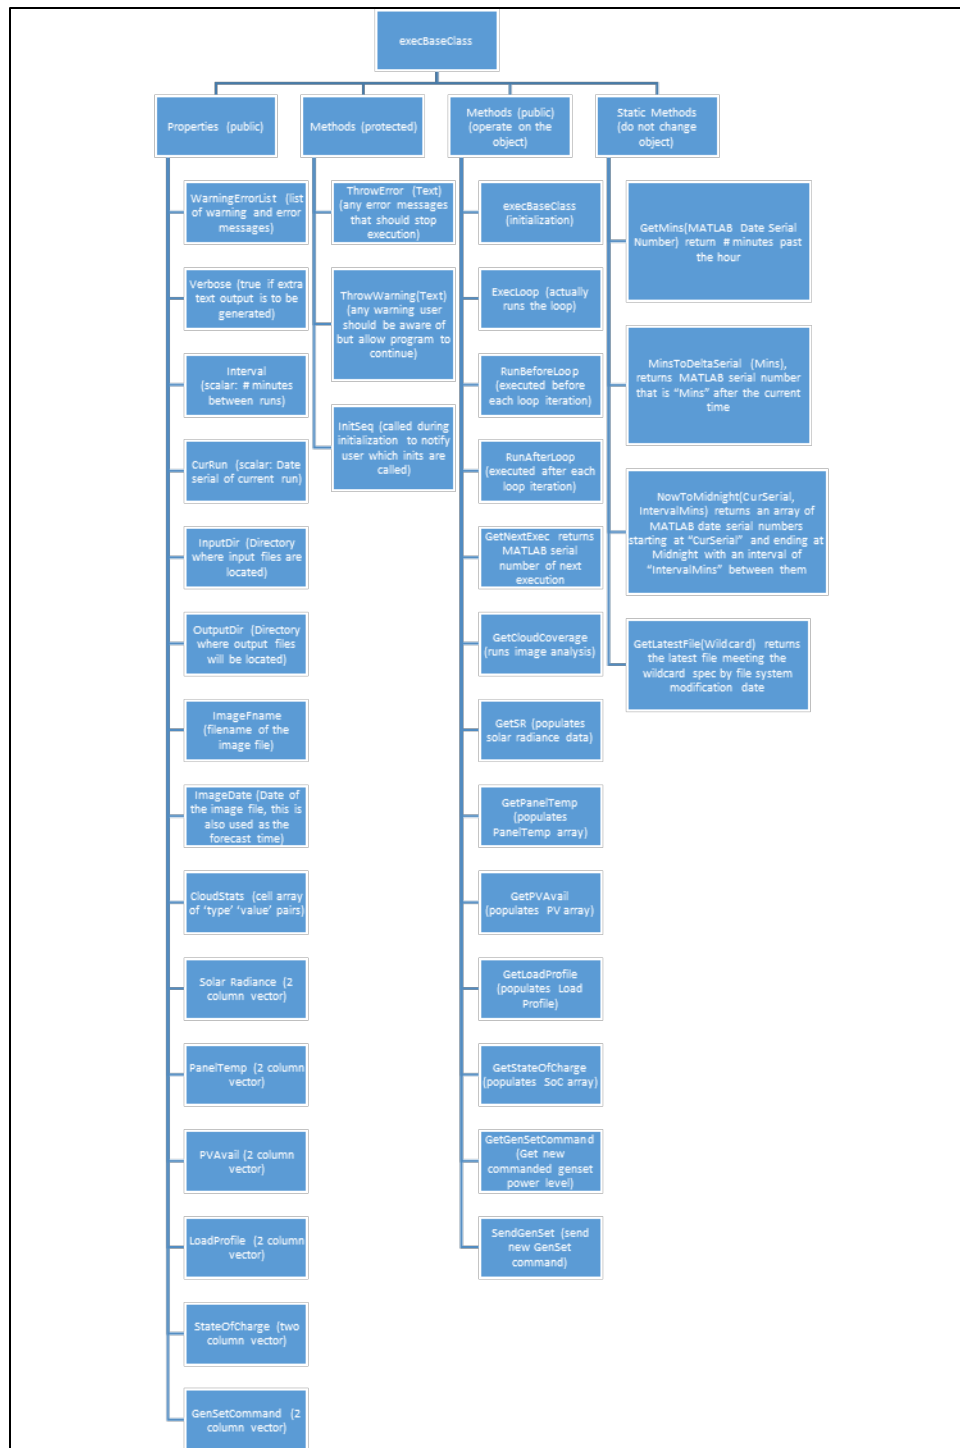 execBaseClass
Properties (public)
Methods (protected)
Methods (public)
(operate on the
object)
Static Methods
(do not change
object)
WarningErrorList (list
of warning and error
messages)
Verbose (true if extra
text output is to be
generated)
Interval
(scalar: # minutes
between runs)
CurRun (scalar: Date
serial of current run)
InputDir (Directory
where input files are
located)
OutputDir (Directory
where output files
will be located)
ImageFname
(filename of the
image file)
ImageDate (Date of
the image file, this is
also used as the
forecast time)
CloudStats (cell array
of ‘type’ ‘value’ pairs)
Solar Radiance (2
column vector)
PanelTemp (2 column
vector)
PVAvail (2 column
vector)
LoadProfile (2 column
vector)
StateOfCharge (two
column vector)
GenSetCommand (2
column vector)
ThrowError (Text)
(any error messages
that should stop
execution)
ThrowWarning(Text)
(any warning user
should be aware of
but allow program to
continue)
InitSeq (called during
initialization to notify
user which inits are
called)
execBaseClass
(initialization)
ExecLoop (actually
runs the loop)
RunBeforeLoop
(executed before
each loop iteration)
RunAfterLoop
(executed after each
loop iteration)
GetNextExec returns
MATLAB serial
number of next
execution
GetCloudCoverage
(runs image analysis)
GetSR (populates
solar radiance data)
GetPanelTemp
(populates
PanelTemp array)
GetPVAvail
(populates PV array)
GetLoadProfile
(populates Load
Profile)
GetStateOfCharge
(populates SoC array)
GetGenSetCommand
(Get new
commanded genset
power level)
SendGenSet (send
new GenSet
command)
GetMins(MATLAB Date Serial
Number) return # minutes past
the hour
MinsToDeltaSerial (Mins),
returns MATLAB serial number
that is “Mins” after the current
time
NowToMidnight(CurSerial,
IntervalMins) returns an array of
MATLAB date serial numbers
starting at “CurSerial” and ending at
Midnight with an interval of
“IntervalMins” between them
GetLatestFile(Wildcard) returns
the latest file meeting the
wildcard spec by file system
modification date